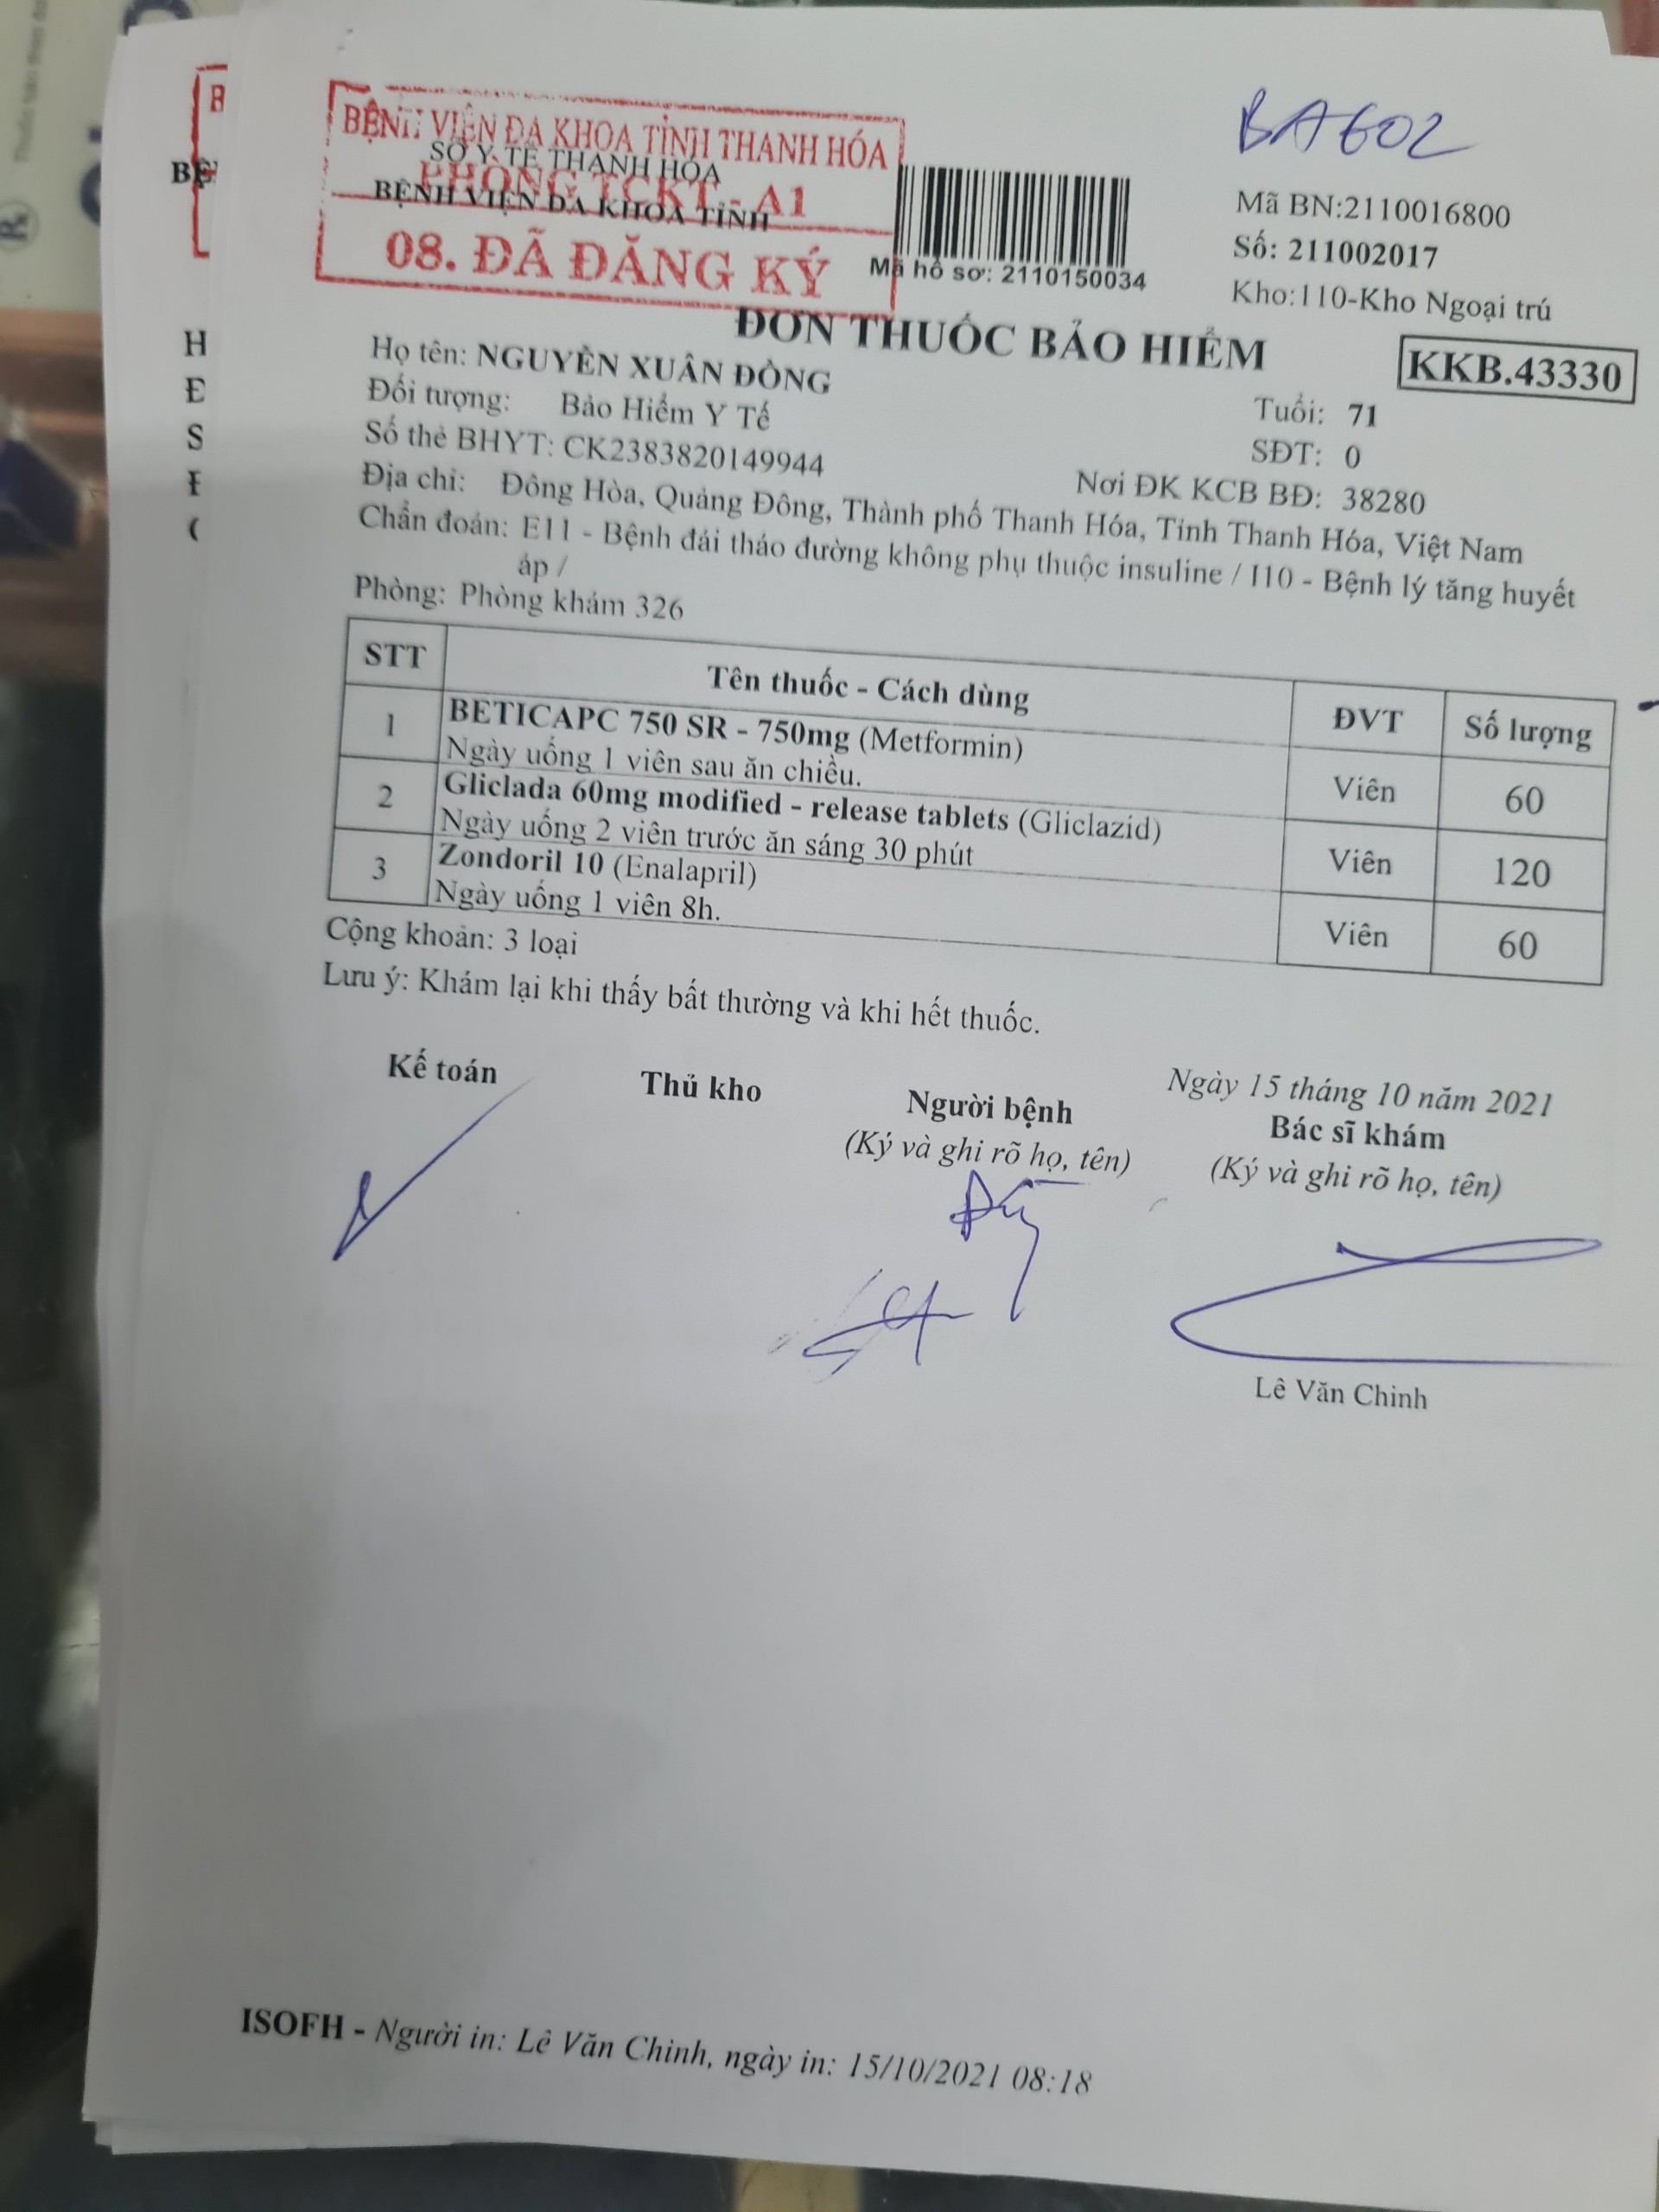 BỆNH VIỆN ĐA KHOA TỈNH THANH HÓA
SỞ Y TẾ THANH HÓA
PHÒNG TCKT - A1
BỆNH VIỆN ĐA KHOA TỈNH
08. ĐÃ ĐĂNG KÝ
Mã hồ sơ: 2110150034
BA602
Mã BN:2110016800
Số: 211002017
Kho:110-Kho Ngoại trú
ĐƠN THUỐC BẢO HIỂM
KKB.43330
Họ tên: NGUYỄN XUÂN ĐÒNG
Tuổi: 71
Đối tượng: Bảo Hiểm Y Tế
SĐT: 0
Số thẻ BHYT: CK2383820149944
Nơi ĐK KCB BĐ: 38280
Địa chỉ: Đông Hòa, Quảng Đông, Thành phố Thanh Hóa, Tỉnh Thanh Hóa, Việt Nam
Chẩn đoán: E11 - Bệnh đái tháo đường không phụ thuộc insuline / I10 - Bệnh lý tăng huyết
áp /
Phòng: Phòng khám 326
STT Tên thuốc - Cách dùng ĐVT Số lượng
1 BETICAPC 750 SR - 750mg (Metformin) Viên 60
Ngày uống 1 viên sau ăn chiều.
2 Gliclada 60mg modified - release tablets (Gliclazid) Viên 120
Ngày uống 2 viên trước ăn sáng 30 phút
3 Zondoril 10 (Enalapril) Viên 60
Ngày uống 1 viên 8h.
Cộng khoản: 3 loại
Lưu ý: Khám lại khi thấy bất thường và khi hết thuốc.
Ngày 15 tháng 10 năm 2021
Kế toán Thủ kho Người bệnh Bác sĩ khám
(Ký và ghi rõ họ, tên) (Ký và ghi rõ họ, tên)
Lê Văn Chinh
ISOFH - Người in: Lê Văn Chinh, ngày in: 15/10/2021 08:18